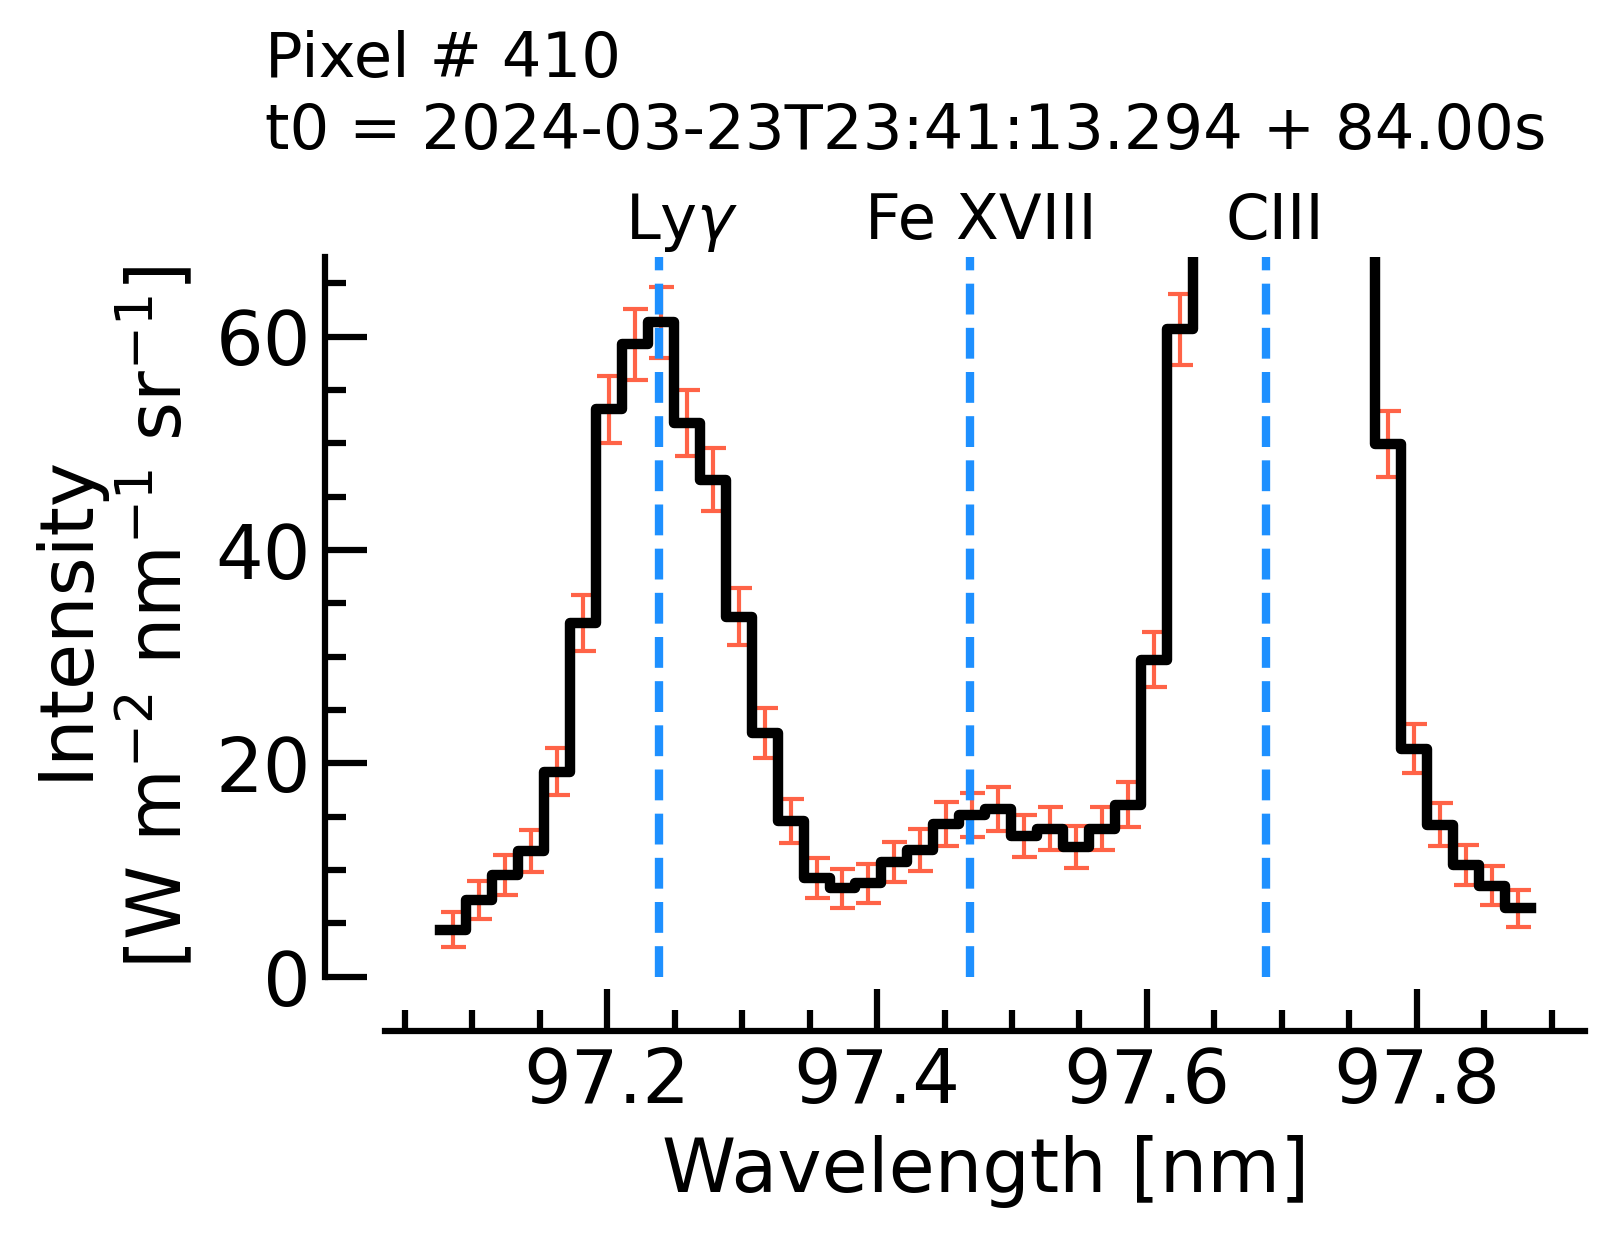 Pixel # 410
t0 = 2024-03-23T23:41:13.294 + 84.00s
Lyγ Fe XVIII CIII
Intensity
[W m⁻² nm⁻¹ sr⁻¹]
60
40
20
0
97.2 97.4 97.6 97.8
Wavelength [nm]